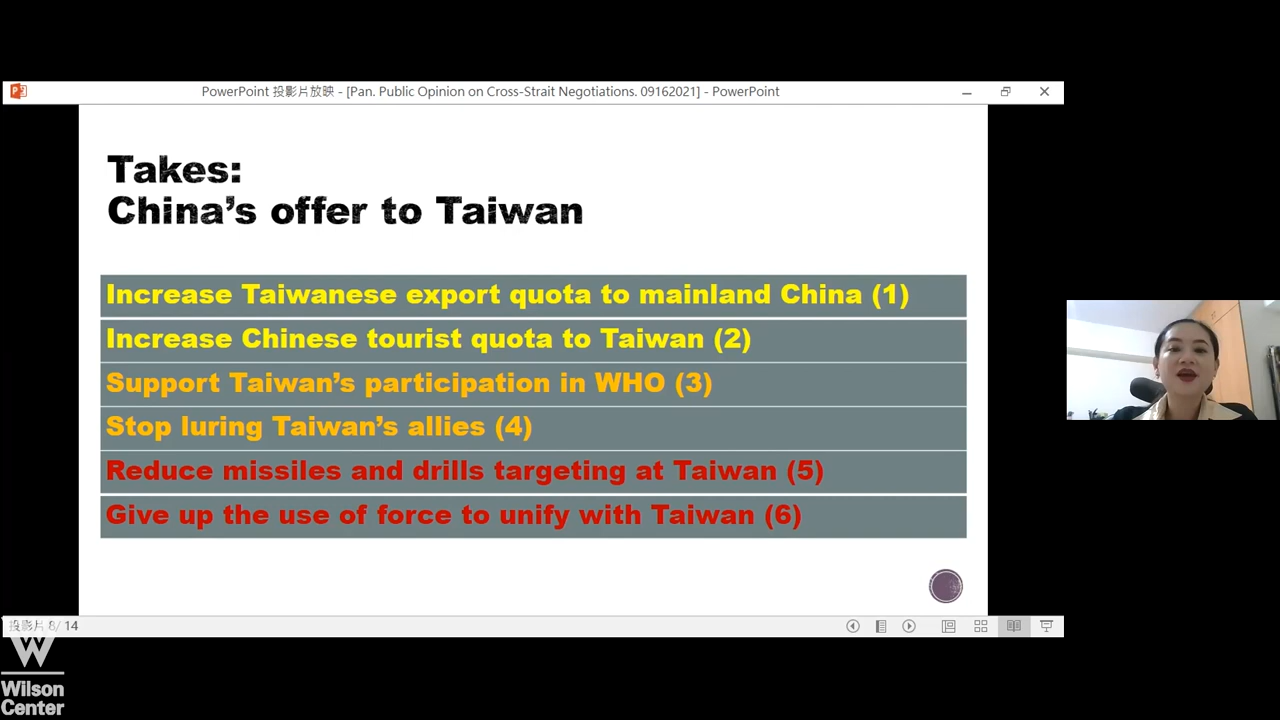 PowerPoint 投影片放映 - [Pan. Public Opinion on Cross-Strait Negotiations. 09162021] - PowerPoint
Takes:
China's offer to Taiwan
Increase Taiwanese export quota to mainland China (1)
Increase Chinese tourist quota to Taiwan (2)
Support Taiwan's participation in WHO (3)
Stop luring Taiwan's allies (4)
Reduce missiles and drills targeting at Taiwan (5)
Give up the use of force to unify with Taiwan (6)
投影片 8/ 14
W
Wilson
Center